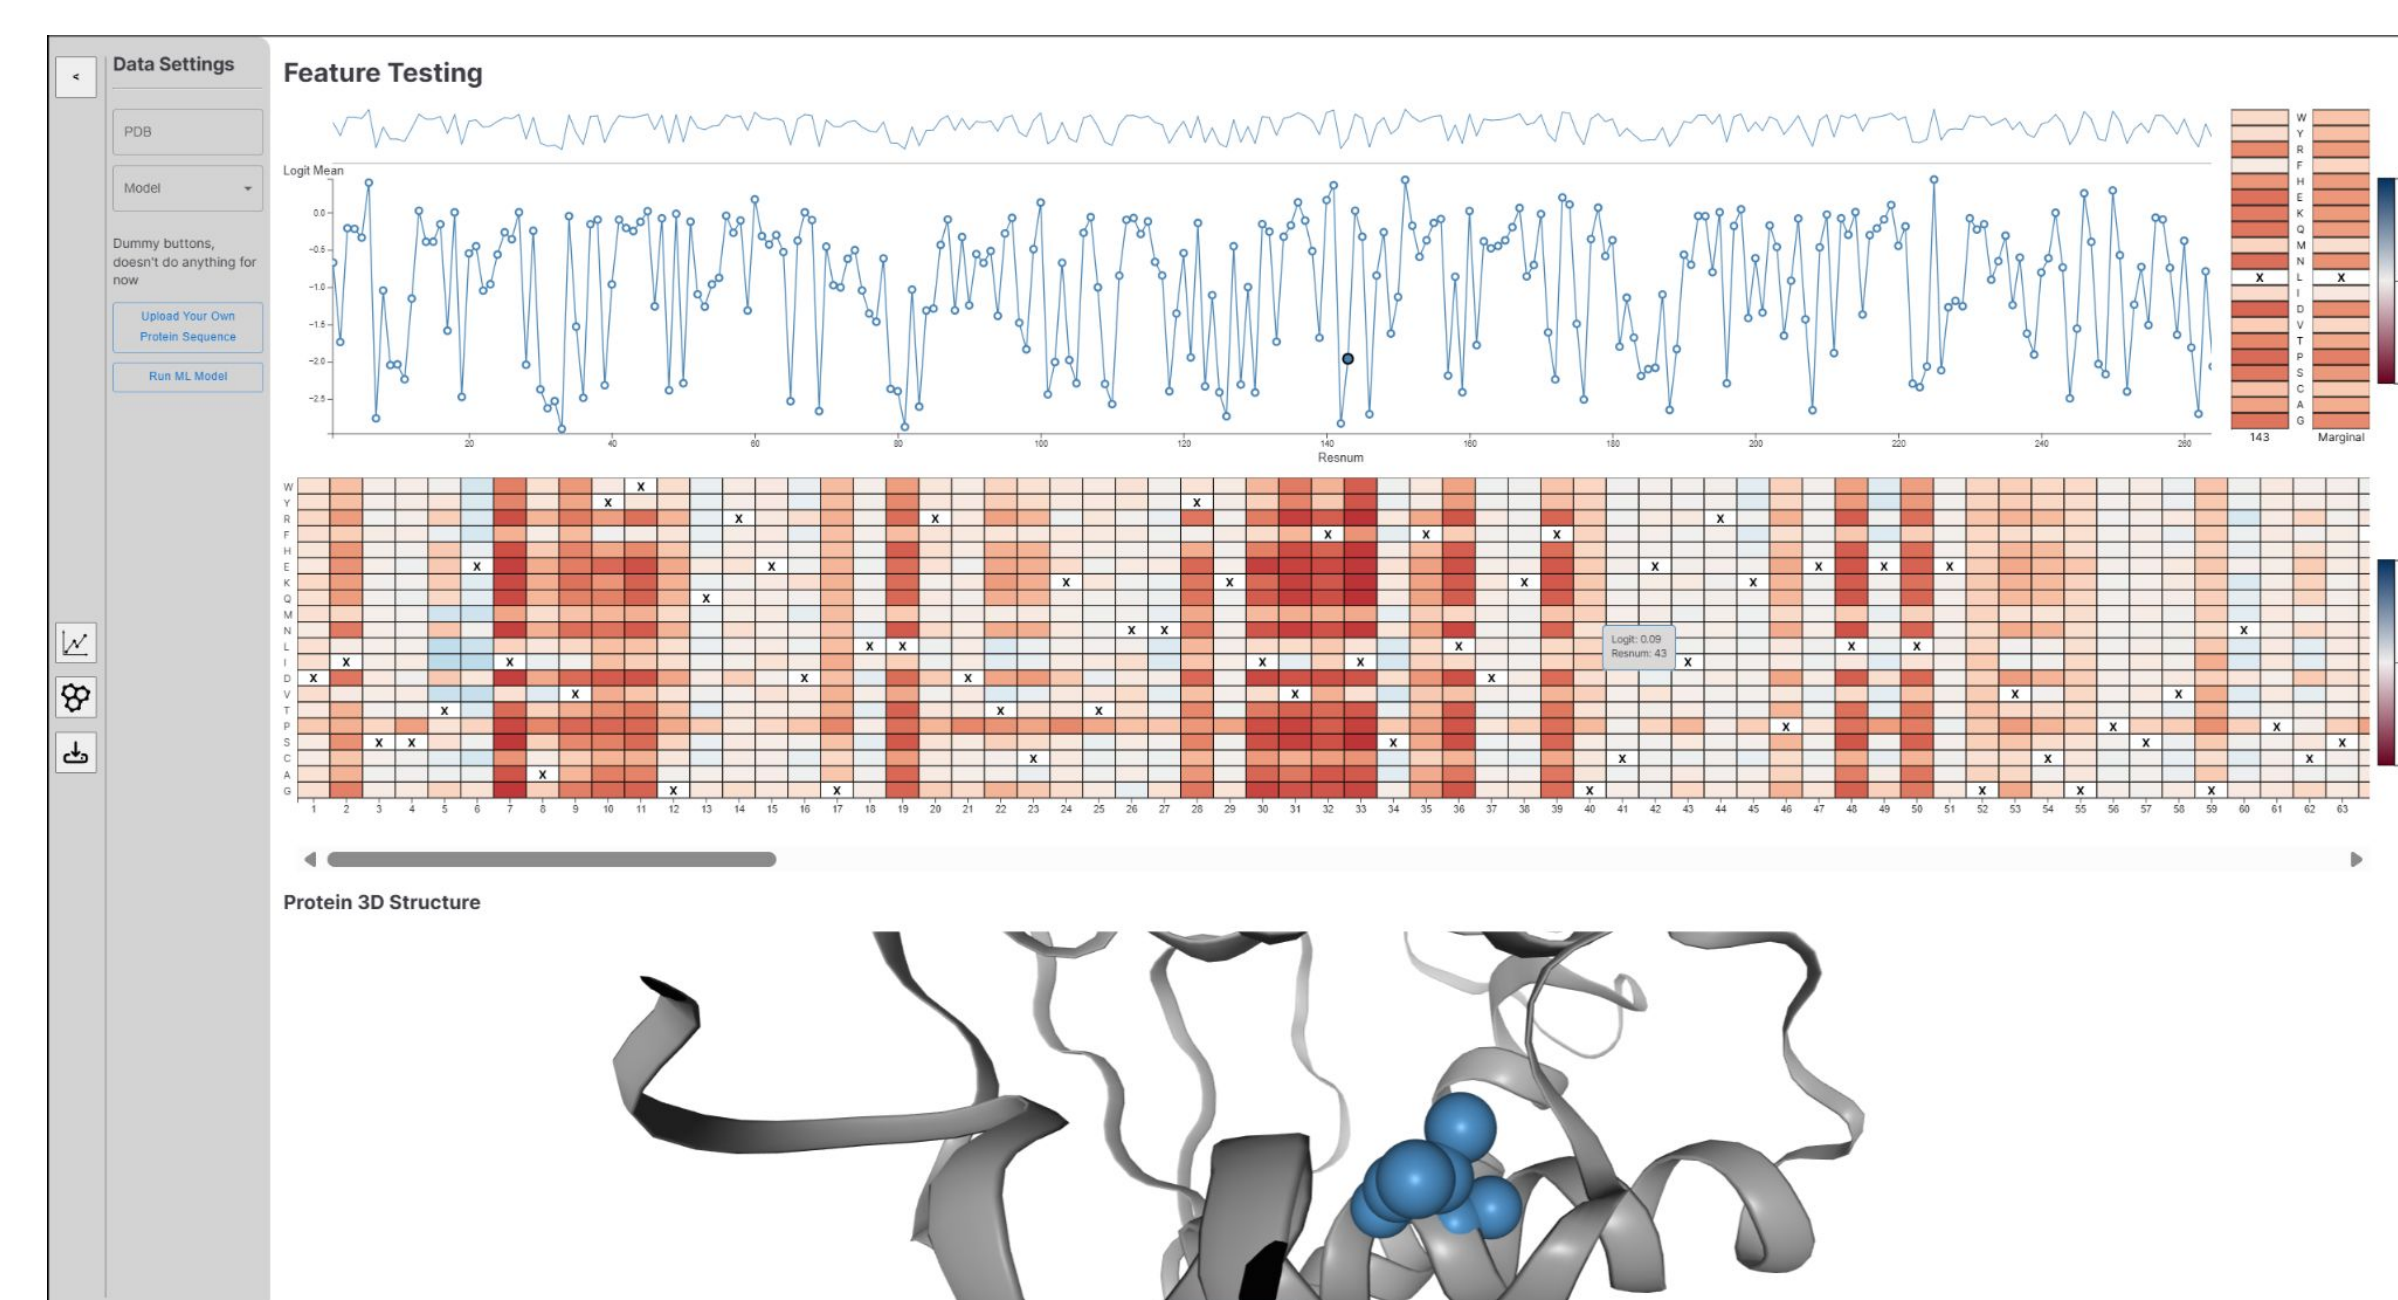 <
Data Settings
PDB
Model
Dummy buttons,
doesn't do anything for
now
Upload Your Own
Protein Sequence
Run ML Model
Feature Testing
Logit Mean
0.0
-0.5
-1.0
-1.5
-2.0
-2.5
20 40 60 80 100 120 140 160 180 200 220 240 260
Resnum
W
Y
R
F
H
E
K
Q
M
N
X L X
I
D
V
T
P
S
C
A
G
143 Marginal
W X
Y X X
R X X X
F X X X
H
E X X X X X X
K X X X X
Q X
M
N X X X
L X X X X X
I X X X X X
D X X X X
V X X X X
T X X X
P X X X
S X X X X X
C X X X X
A X
G X X X X X X
Logit: 0.09
Resnum: 43
1 2 3 4 5 6 7 8 9 10 11 12 13 14 15 16 17 18 19 20 21 22 23 24 25 26 27 28 29 30 31 32 33 34 35 36 37 38 39 40 41 42 43 44 45 46 47 48 49 50 51 52 53 54 55 56 57 58 59 60 61 62 63
Protein 3D Structure